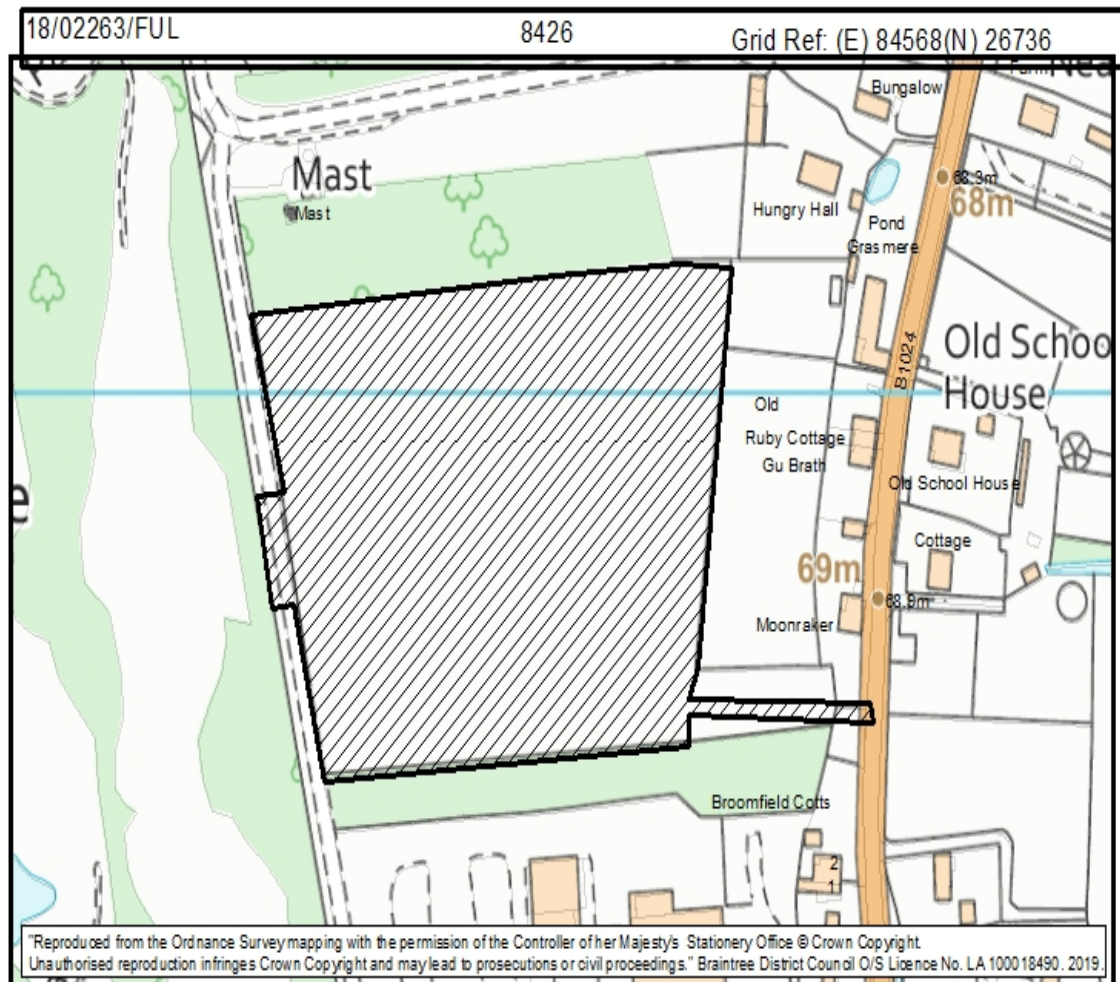 18/02263/FUL 8426 Grid Ref: (E) 84568(N) 26736
Bungalow
Mast
Mast
68.9m
68m
Hungry Hall
Pond
Grasmere
B1024
Old Schoo
House
Old
Ruby Cottage
Gu Brath
Old School House
Cottage
69m
68.9m
Moonraker
Broomfield Cotts
2
1
"Reproduced from the Ordnance Survey mapping with the permission of the Controller of her Majesty's Stationery Office © Crown Copyright.
Unauthorised reproduction infringes Crown Copyright and may lead to prosecutions or civil proceedings." Braintree District Council O/S Licence No. LA 100018490. 2019.